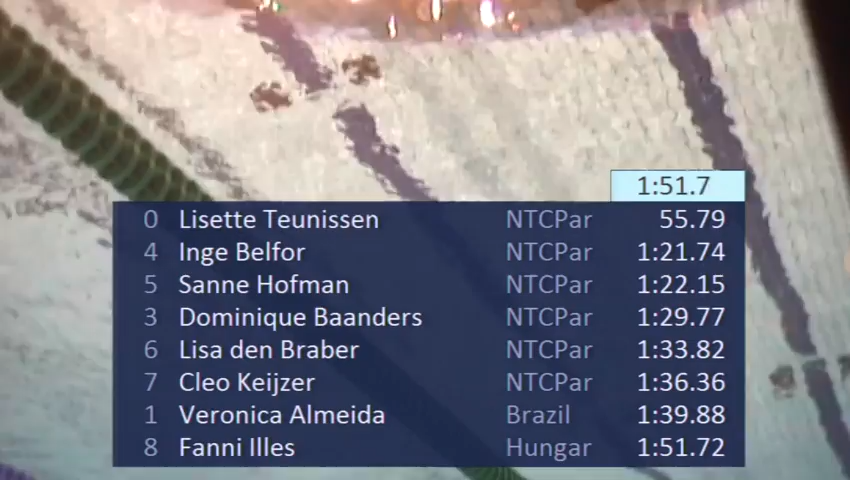 1:51.7
0 Lisette Teunissen NTCPar 55.79
4 Inge Belfor NTCPar 1:21.74
5 Sanne Hofman NTCPar 1:22.15
3 Dominique Baanders NTCPar 1:29.77
6 Lisa den Braber NTCPar 1:33.82
7 Cleo Keijzer NTCPar 1:36.36
1 Veronica Almeida Brazil 1:39.88
8 Fanni Illes Hungar 1:51.72